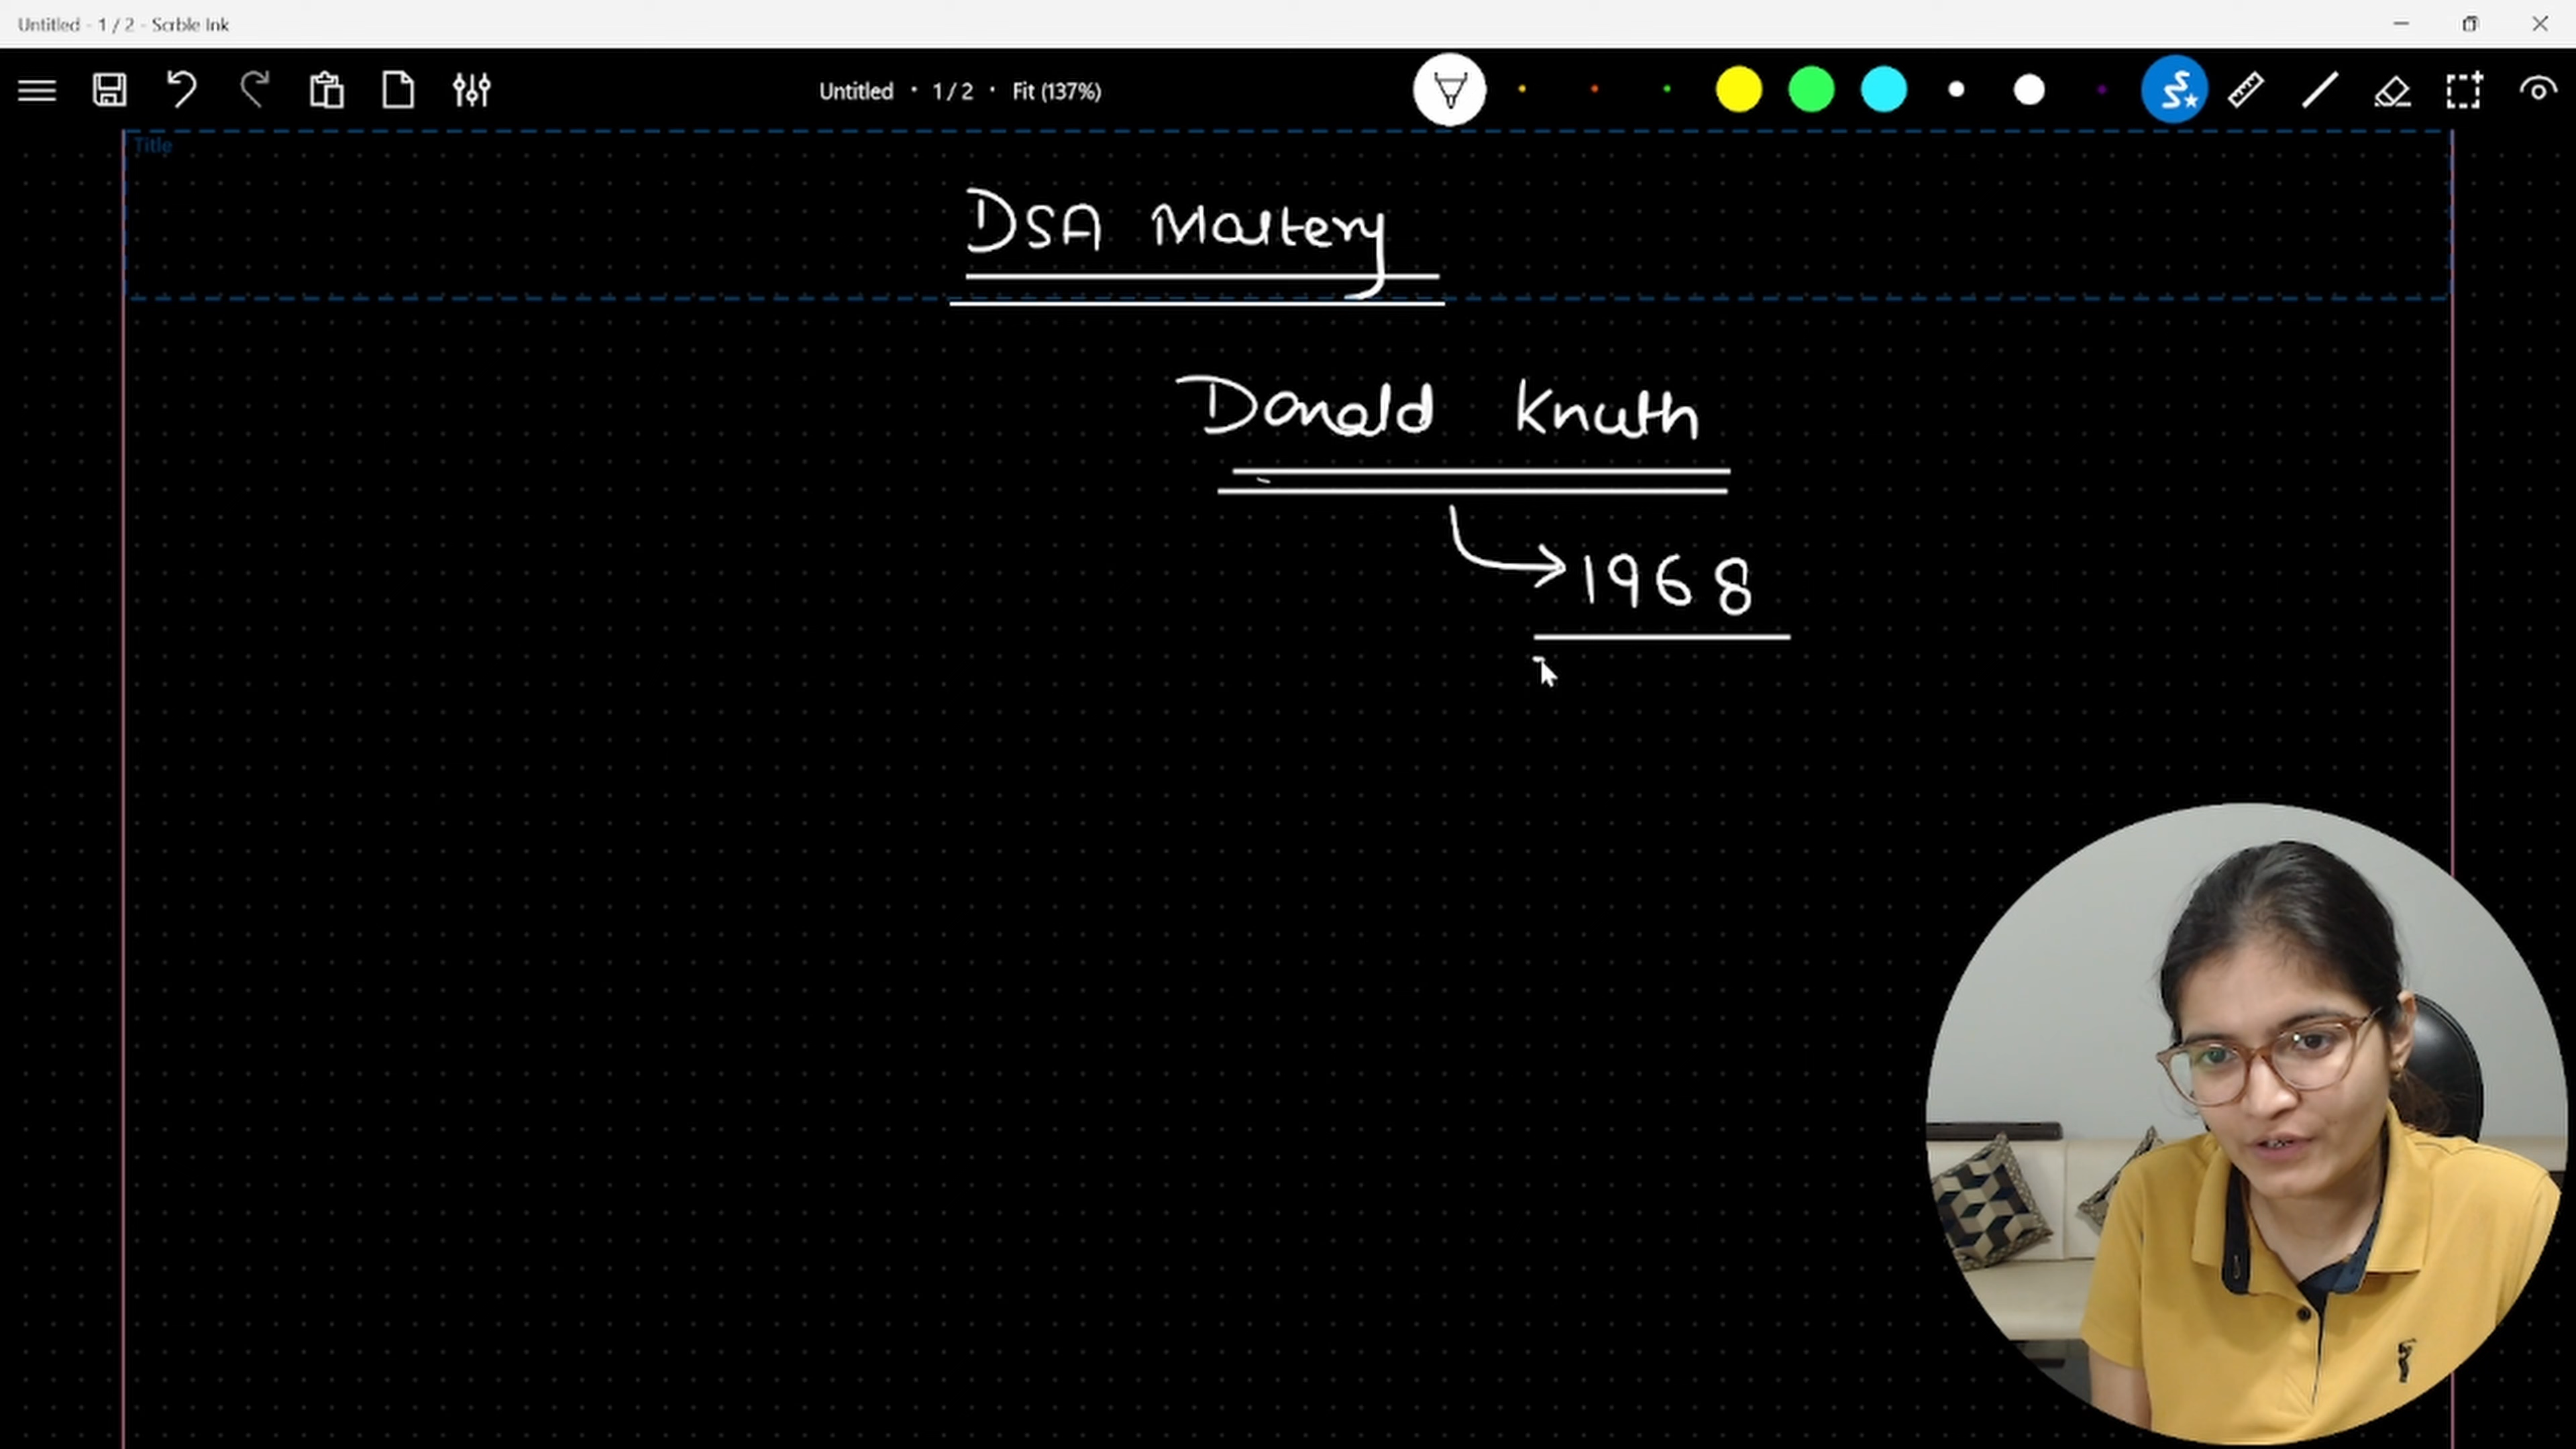 Untitled - 1 / 2 - Scrble Ink
Untitled • 1 / 2 • Fit (137%)
Title
DSA Mastery
Donald Knuth
1968